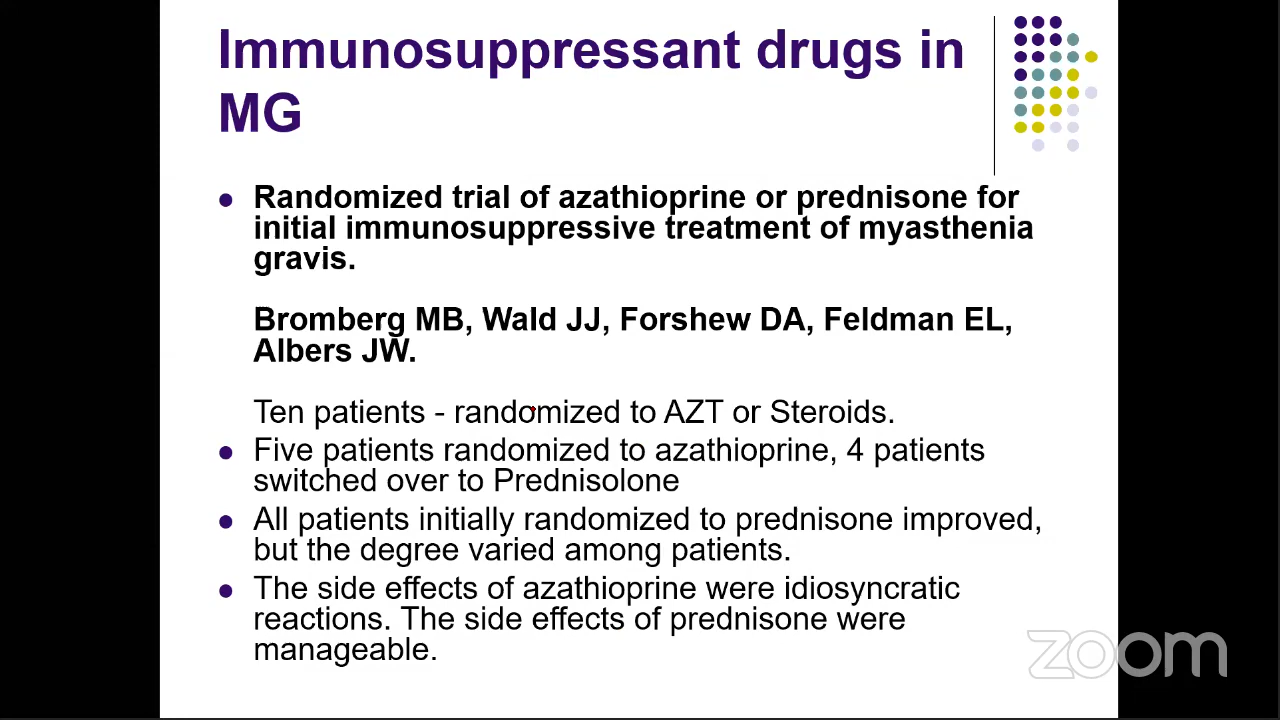 Immunosuppressant drugs in
MG
Randomized trial of azathioprine or prednisone for
initial immunosuppressive treatment of myasthenia
gravis.
Bromberg MB, Wald JJ, Forshew DA, Feldman EL,
Albers JW.
Ten patients - randomized to AZT or Steroids.
Five patients randomized to azathioprine, 4 patients
switched over to Prednisolone
All patients initially randomized to prednisone improved,
but the degree varied among patients.
The side effects of azathioprine were idiosyncratic
reactions. The side effects of prednisone were
manageable.
zoom